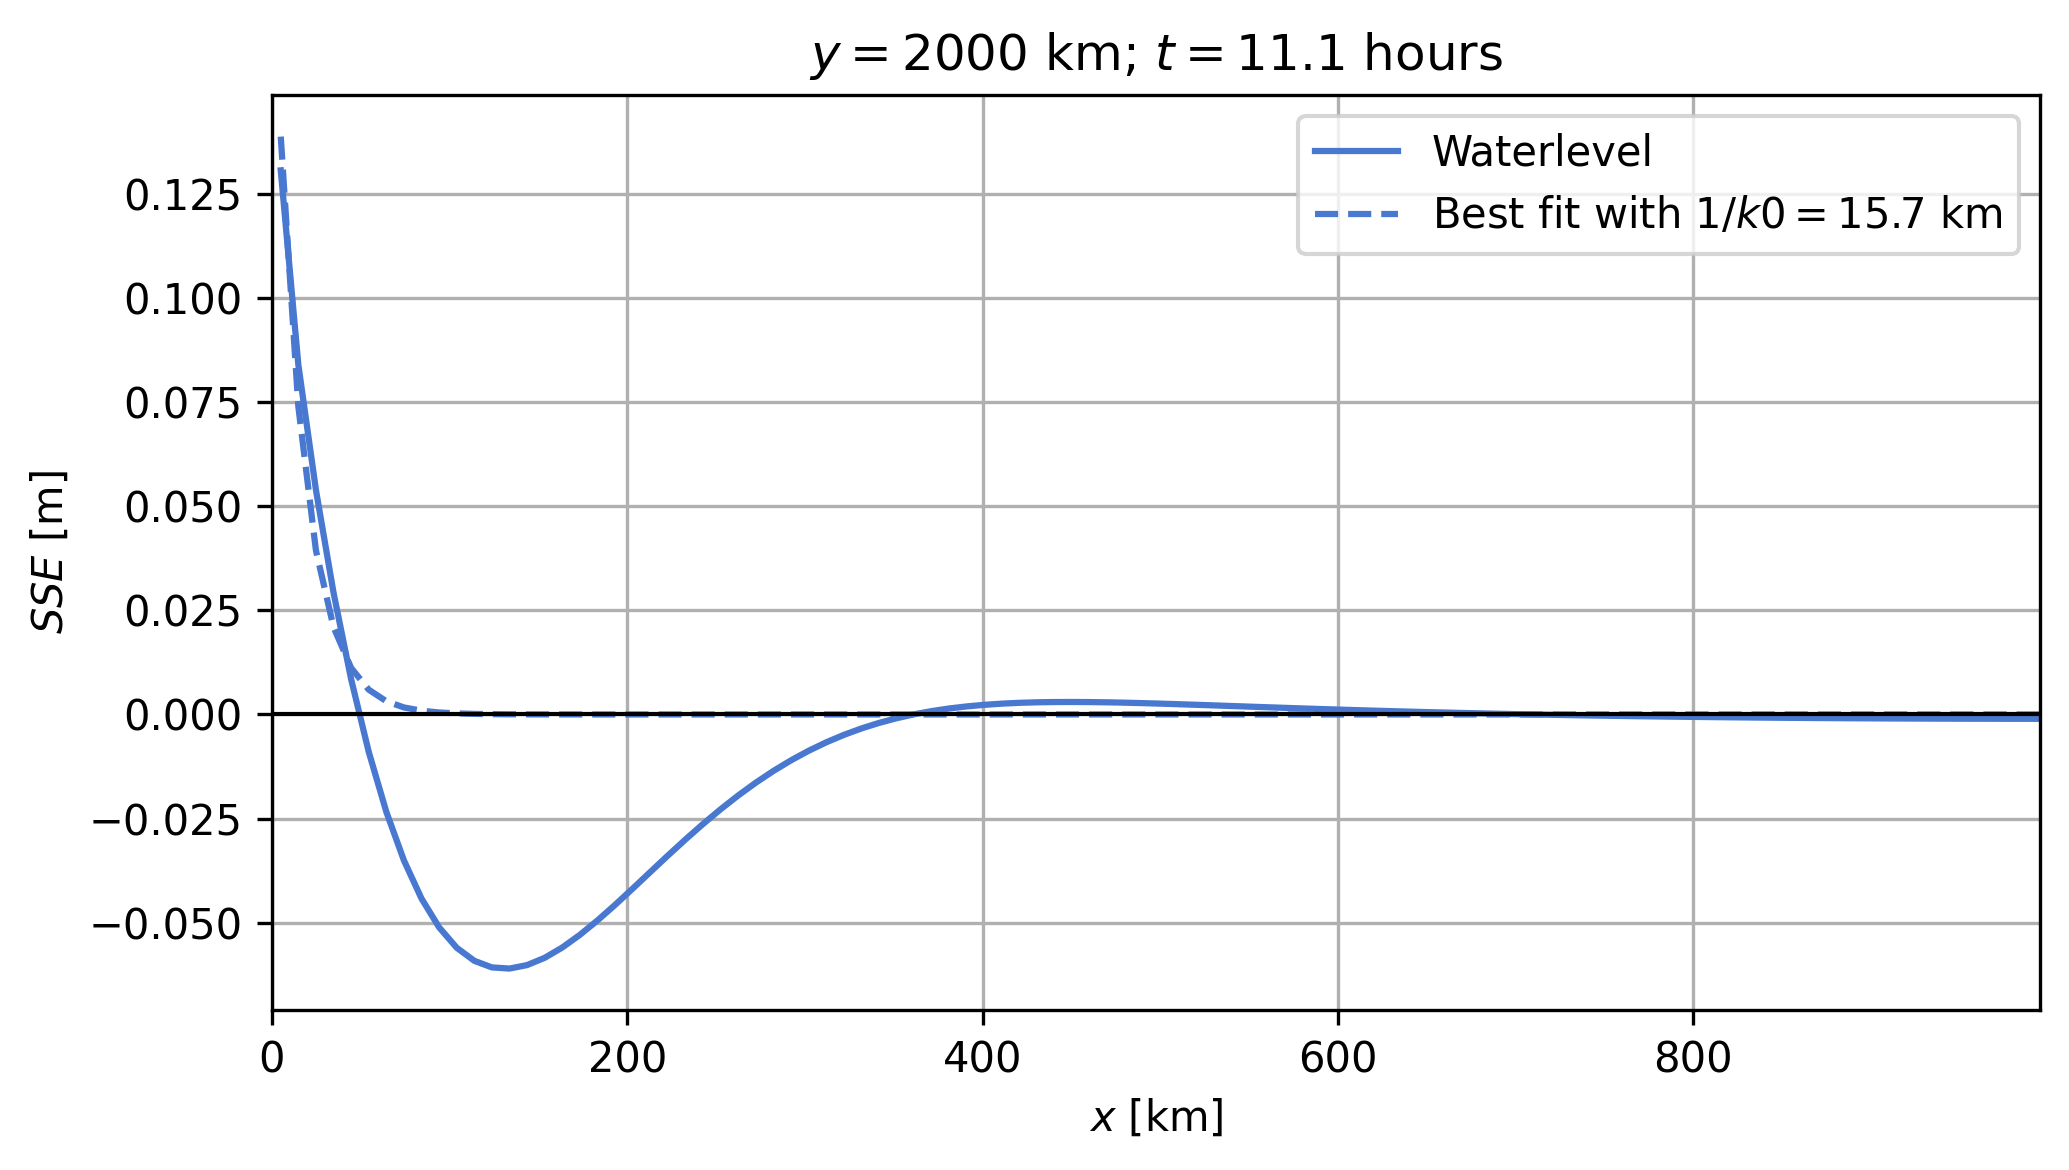 y = 2000 km; t = 11.1 hours
Waterlevel
Best fit with 1/k0 = 15.7 km
SSE [m]
0.125
0.100
0.075
0.050
0.025
0.000
−0.025
−0.050
0 200 400 600 800
x [km]